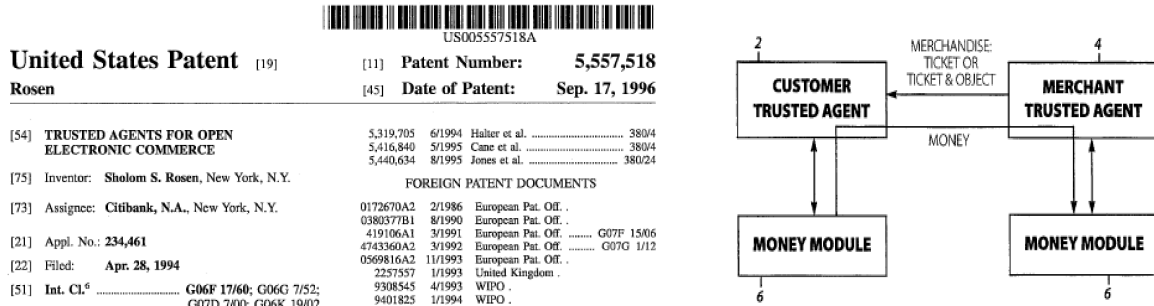 US005557518A
United States Patent [19]
Rosen
[11] Patent Number: 5,557,518
[45] Date of Patent: Sep. 17, 1996
[54] TRUSTED AGENTS FOR OPEN
ELECTRONIC COMMERCE
[75] Inventor: Sholom S. Rosen, New York, N.Y.
[73] Assignee: Citibank, N.A., New York, N.Y.
[21] Appl. No.: 234,461
[22] Filed: Apr. 28, 1994
[51] Int. Cl.⁶ ........................... G06F 17/60; G06G 7/52;
G07D 7/00; G06K 19/02
5,319,705 6/1994 Halter et al. ................................ 380/4
5,416,840 5/1995 Cane et al. .................................. 380/4
5,440,634 8/1995 Jones et al. ................................ 380/24
FOREIGN PATENT DOCUMENTS
0172670A2 2/1986 European Pat. Off. .
0380377B1 8/1990 European Pat. Off. .
419106A1 3/1991 European Pat. Off. ........ G07F 15/06
4743360A2 3/1992 European Pat. Off. ......... G07G 1/12
0569816A2 11/1993 European Pat. Off. .
2257557 1/1993 United Kingdom .
9308545 4/1993 WIPO .
9401825 1/1994 WIPO .
2
CUSTOMER
TRUSTED AGENT
MERCHANDISE:
TICKET OR
TICKET & OBJECT
4
MERCHANT
TRUSTED AGENT
MONEY
MONEY MODULE
6
MONEY MODULE
6